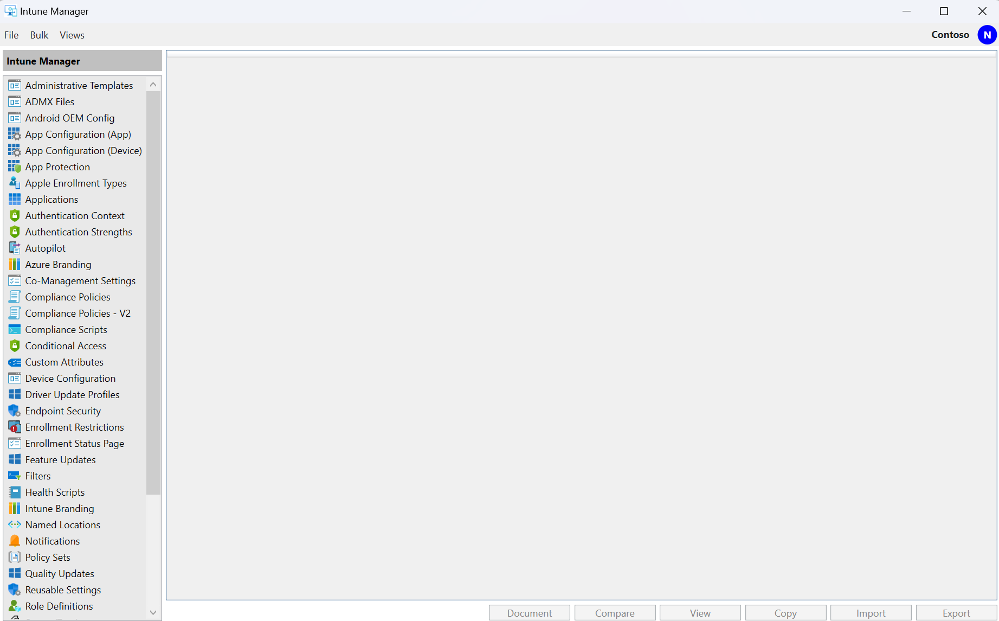 Intune Manager
File Bulk Views
Contoso N
Intune Manager
Administrative Templates
ADMX Files
Android OEM Config
App Configuration (App)
App Configuration (Device)
App Protection
Apple Enrollment Types
Applications
Authentication Context
Authentication Strengths
Autopilot
Azure Branding
Co-Management Settings
Compliance Policies
Compliance Policies - V2
Compliance Scripts
Conditional Access
Custom Attributes
Device Configuration
Driver Update Profiles
Endpoint Security
Enrollment Restrictions
Enrollment Status Page
Feature Updates
Filters
Health Scripts
Intune Branding
Named Locations
Notifications
Policy Sets
Quality Updates
Reusable Settings
Role Definitions
Document Compare View Copy Import Export